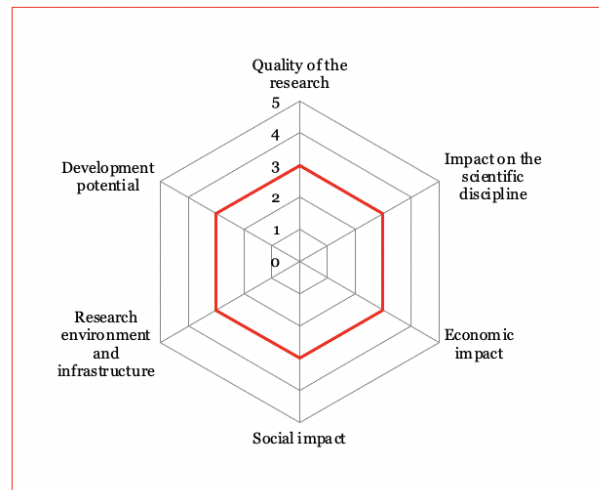 Quality of the
research
5
4
3
2
1
0
Impact on the
scientific
discipline
Development
potential
Research
environment
and
infrastructure
Economic
impact
Social impact